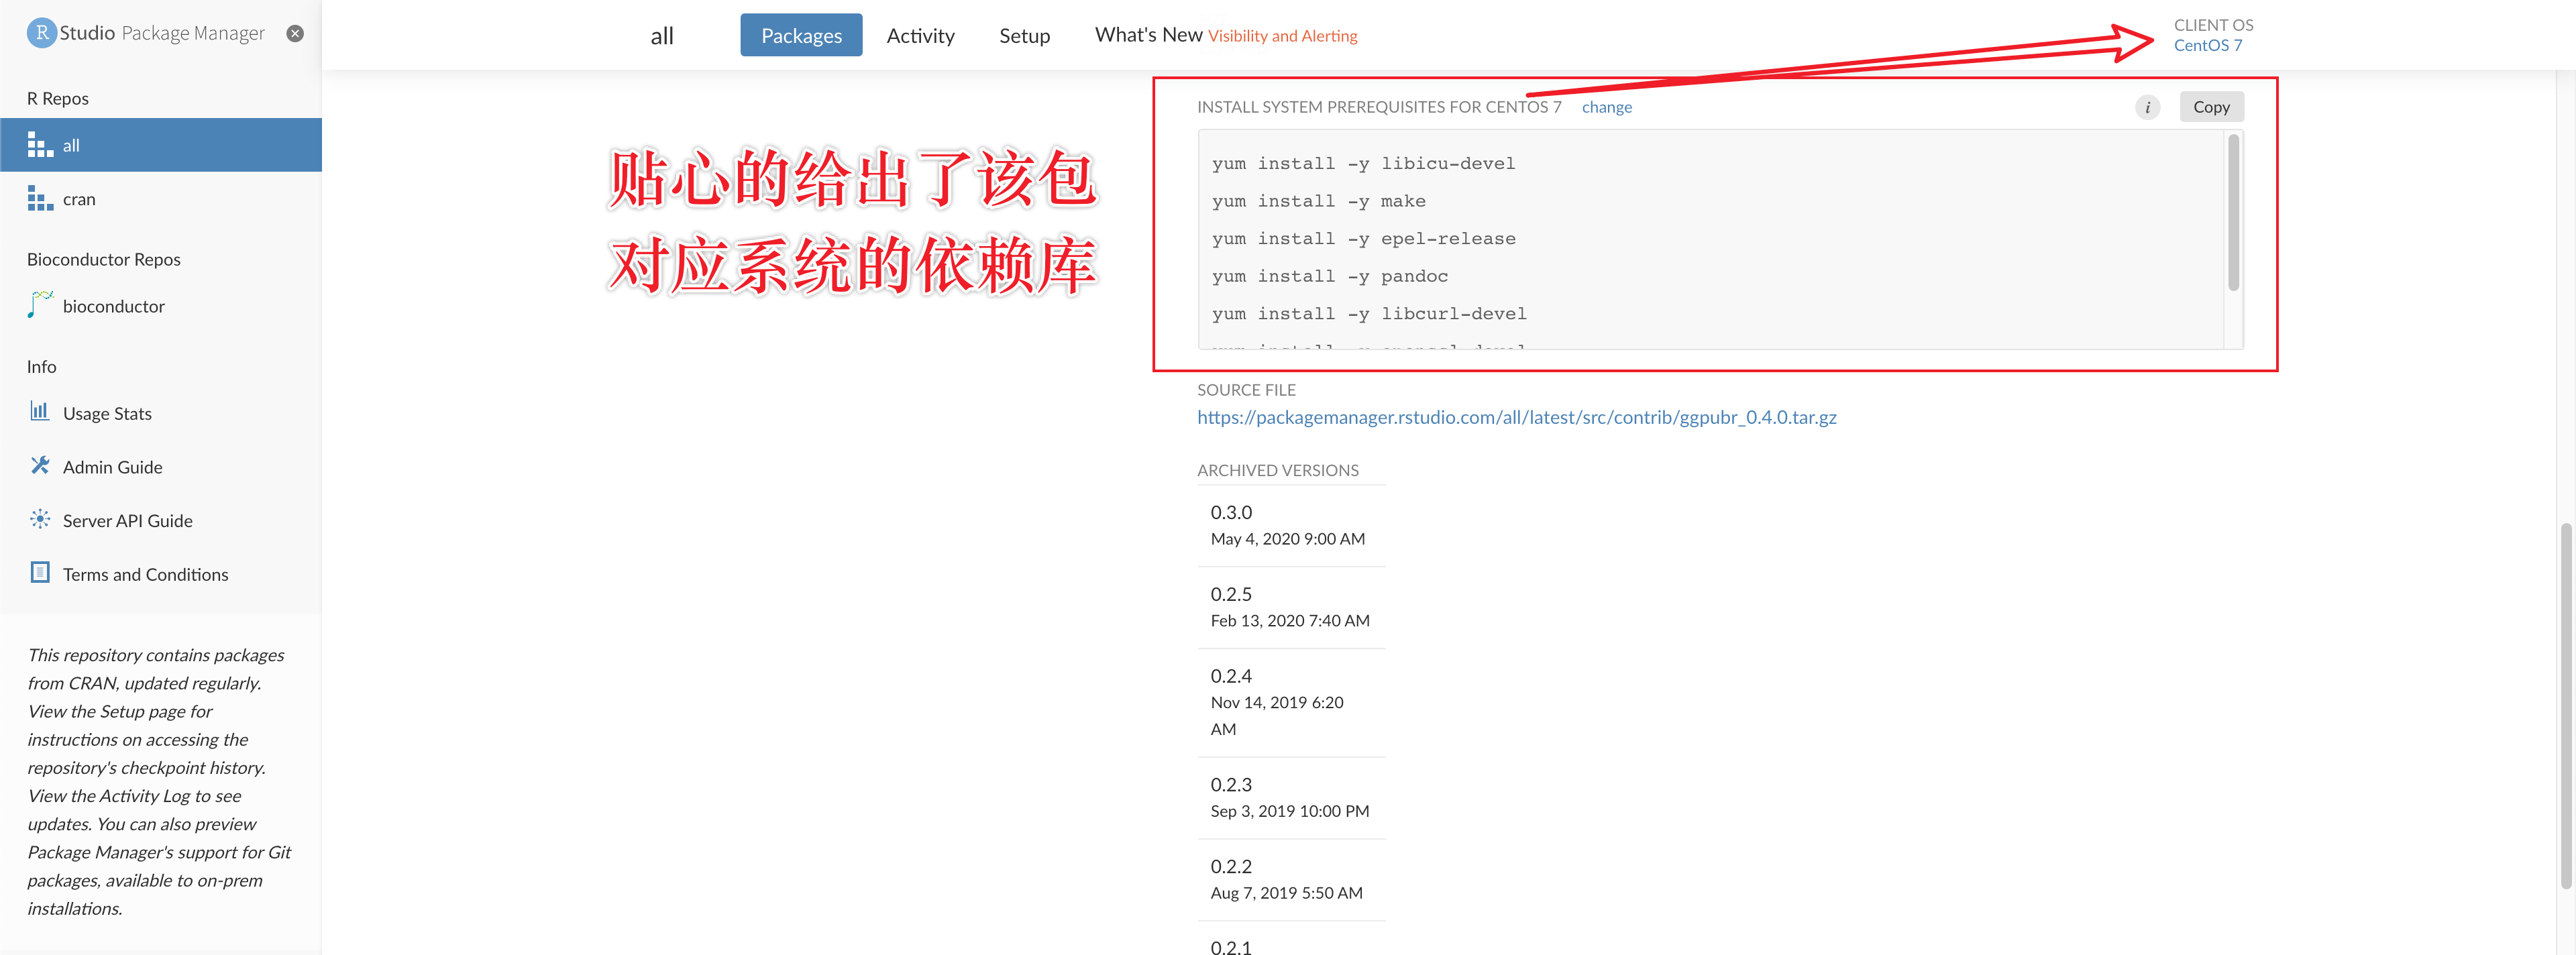 R Studio Package Manager
all
Packages
Activity
Setup
What's New Visibility and Alerting
CLIENT OS
CentOS 7
R Repos
all
cran
Bioconductor Repos
bioconductor
Info
Usage Stats
Admin Guide
Server API Guide
Terms and Conditions
This repository contains packages
from CRAN, updated regularly.
View the Setup page for
instructions on accessing the
repository's checkpoint history.
View the Activity Log to see
updates. You can also preview
Package Manager's support for Git
packages, available to on-prem
installations.
贴心的给出了该包
对应系统的依赖库
INSTALL SYSTEM PREREQUISITES FOR CENTOS 7 change
i
Copy
yum install -y libicu-devel
yum install -y make
yum install -y epel-release
yum install -y pandoc
yum install -y libcurl-devel
SOURCE FILE
https://packagemanager.rstudio.com/all/latest/src/contrib/ggpubr_0.4.0.tar.gz
ARCHIVED VERSIONS
0.3.0
May 4, 2020 9:00 AM
0.2.5
Feb 13, 2020 7:40 AM
0.2.4
Nov 14, 2019 6:20
AM
0.2.3
Sep 3, 2019 10:00 PM
0.2.2
Aug 7, 2019 5:50 AM
0.2.1